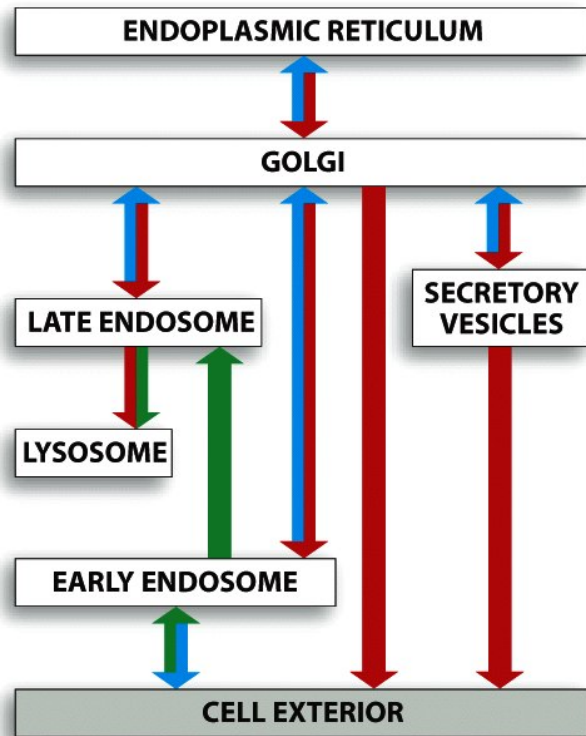 ENDOPLASMIC RETICULUM
GOLGI
LATE ENDOSOME
SECRETORY
VESICLES
LYSOSOME
EARLY ENDOSOME
CELL EXTERIOR